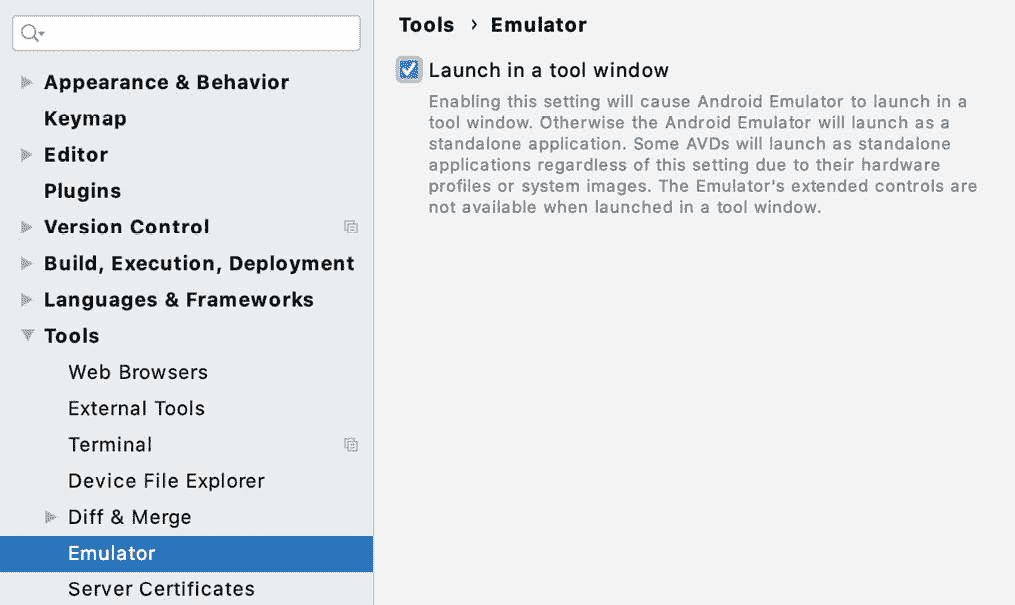 Appearance & Behavior
Keymap
Editor
Plugins
Version Control
Build, Execution, Deployment
Languages & Frameworks
Tools
Web Browsers
External Tools
Terminal
Device File Explorer
Diff & Merge
Emulator
Server Certificates
Tools › Emulator
Launch in a tool window
Enabling this setting will cause Android Emulator to launch in a
tool window. Otherwise the Android Emulator will launch as a
standalone application. Some AVDs will launch as standalone
applications regardless of this setting due to their hardware
profiles or system images. The Emulator's extended controls are
not available when launched in a tool window.